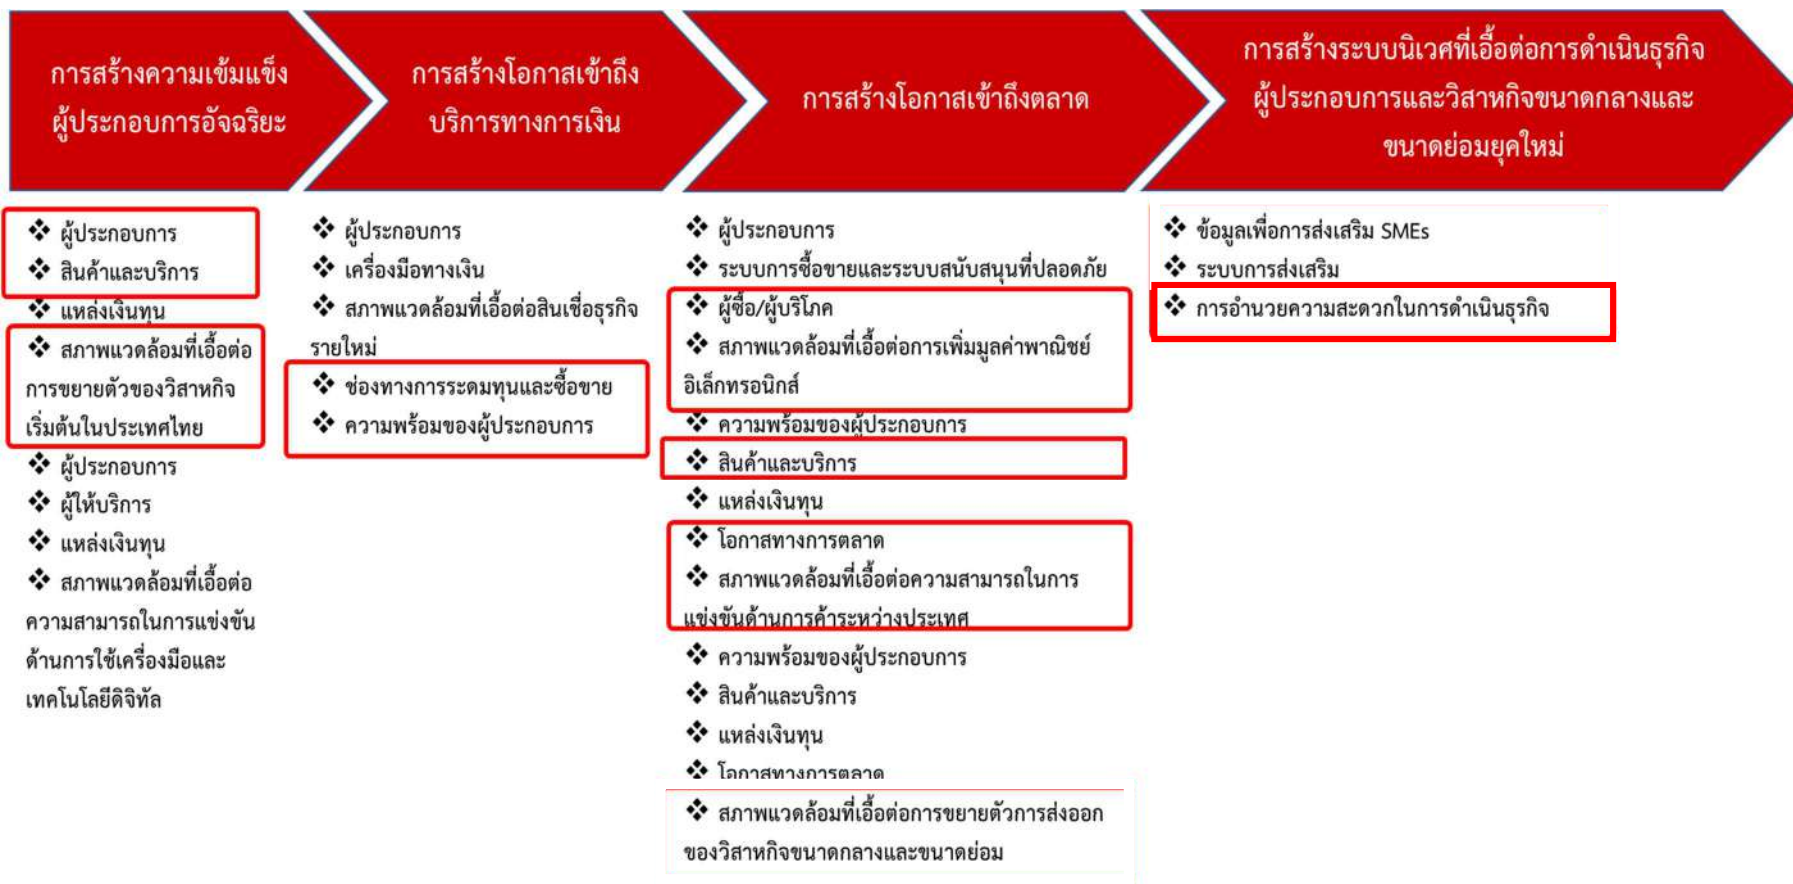 การสร้างความเข้มแข็ง
ผู้ประกอบการอัจฉริยะ
การสร้างโอกาสเข้าถึง
บริการทางการเงิน
การสร้างโอกาสเข้าถึงตลาด
การสร้างระบบนิเวศที่เอื้อต่อการดำเนินธุรกิจ
ผู้ประกอบการและวิสาหกิจขนาดกลางและ
ขนาดย่อมยุคใหม่
❖ ผู้ประกอบการ
❖ สินค้าและบริการ
❖ แหล่งเงินทุน
❖ สภาพแวดล้อมที่เอื้อต่อ
การขยายตัวของวิสาหกิจ
เริ่มต้นในประเทศไทย
❖ ผู้ประกอบการ
❖ ผู้ให้บริการ
❖ แหล่งเงินทุน
❖ สภาพแวดล้อมที่เอื้อต่อ
ความสามารถในการแข่งขัน
ด้านการใช้เครื่องมือและ
เทคโนโลยีดิจิทัล
❖ ผู้ประกอบการ
❖ เครื่องมือทางเงิน
❖ สภาพแวดล้อมที่เอื้อต่อสินเชื่อธุรกิจ
รายใหม่
❖ ช่องทางการระดมทุนและซื้อขาย
❖ ความพร้อมของผู้ประกอบการ
❖ ผู้ประกอบการ
❖ ระบบการซื้อขายและระบบสนับสนุนที่ปลอดภัย
❖ ผู้ซื้อ/ผู้บริโภค
❖ สภาพแวดล้อมที่เอื้อต่อการเพิ่มมูลค่าพาณิชย์
อิเล็กทรอนิกส์
❖ ความพร้อมของผู้ประกอบการ
❖ สินค้าและบริการ
❖ แหล่งเงินทุน
❖ โอกาสทางการตลาด
❖ สภาพแวดล้อมที่เอื้อต่อความสามารถในการ
แข่งขันด้านการค้าระหว่างประเทศ
❖ ความพร้อมของผู้ประกอบการ
❖ สินค้าและบริการ
❖ แหล่งเงินทุน
❖ โอกาสทางการตลาด
❖ สภาพแวดล้อมที่เอื้อต่อการขยายตัวการส่งออก
ของวิสาหกิจขนาดกลางและขนาดย่อม
❖ ข้อมูลเพื่อการส่งเสริม SMEs
❖ ระบบการส่งเสริม
❖ การอำนวยความสะดวกในการดำเนินธุรกิจ